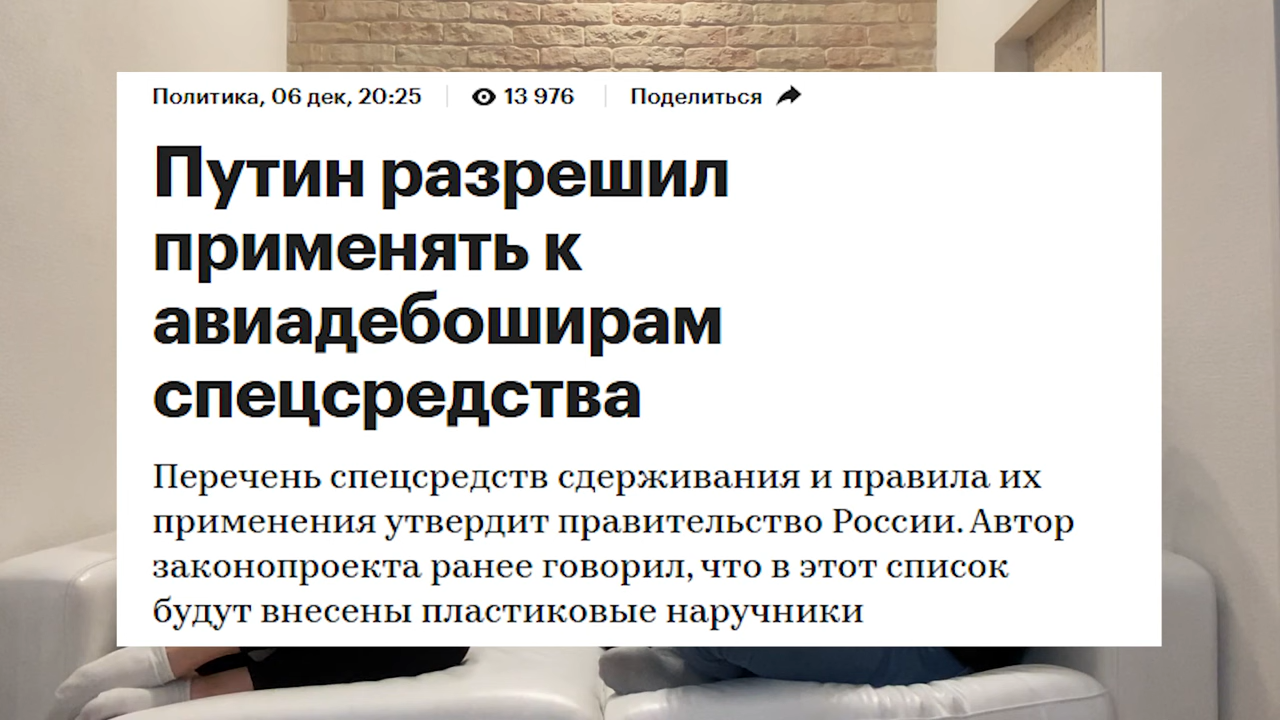 Политика, 06 дек, 20:25 13 976 Поделиться
Путин разрешил
применять к
авиадебоширам
спецсредства
Перечень спецсредств сдерживания и правила их
применения утвердит правительство России. Автор
законопроекта ранее говорил, что в этот список
будут внесены пластиковые наручники